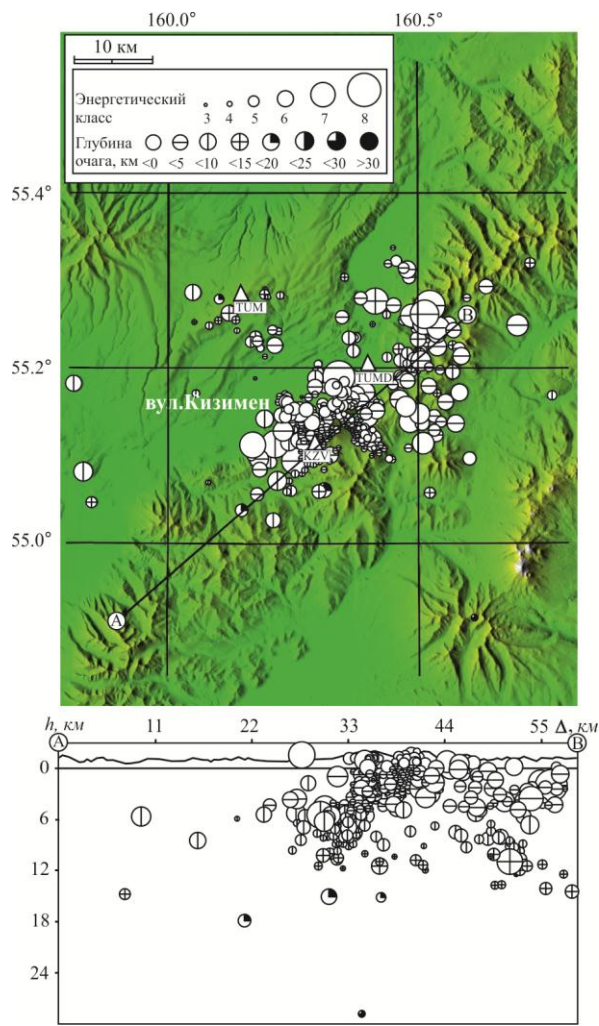 160.0° 160.5°
10 км
Энергетический
класс
3 4 5 6 7 8
Глубина
очага, км <0 <5 <10 <15 <20 <25 <30 >30
55.4°
TUM
B
55.2°
TUMD
вул.Кизимен
KZV
55.0°
A
h, км 11 22 33 44 55 Δ, км
A B
0
6
12
18
24